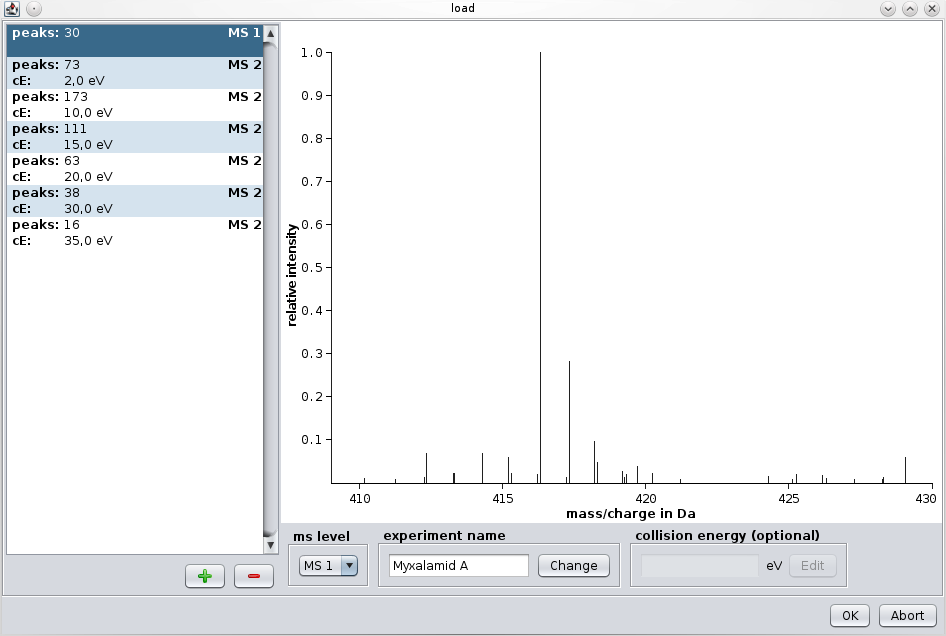 load
peaks: 30 MS 1
peaks: 73 MS 2
cE: 2,0 eV
peaks: 173 MS 2
cE: 10,0 eV
peaks: 111 MS 2
cE: 15,0 eV
peaks: 63 MS 2
cE: 20,0 eV
peaks: 38 MS 2
cE: 30,0 eV
peaks: 16 MS 2
cE: 35,0 eV
1.0
0.9
0.8
0.7
0.6
0.5
0.4
0.3
0.2
0.1
relative intensity
410 415 420 425 430
mass/charge in Da
ms level experiment name collision energy (optional)
MS 1 Myxalamid A Change eV Edit
OK Abort